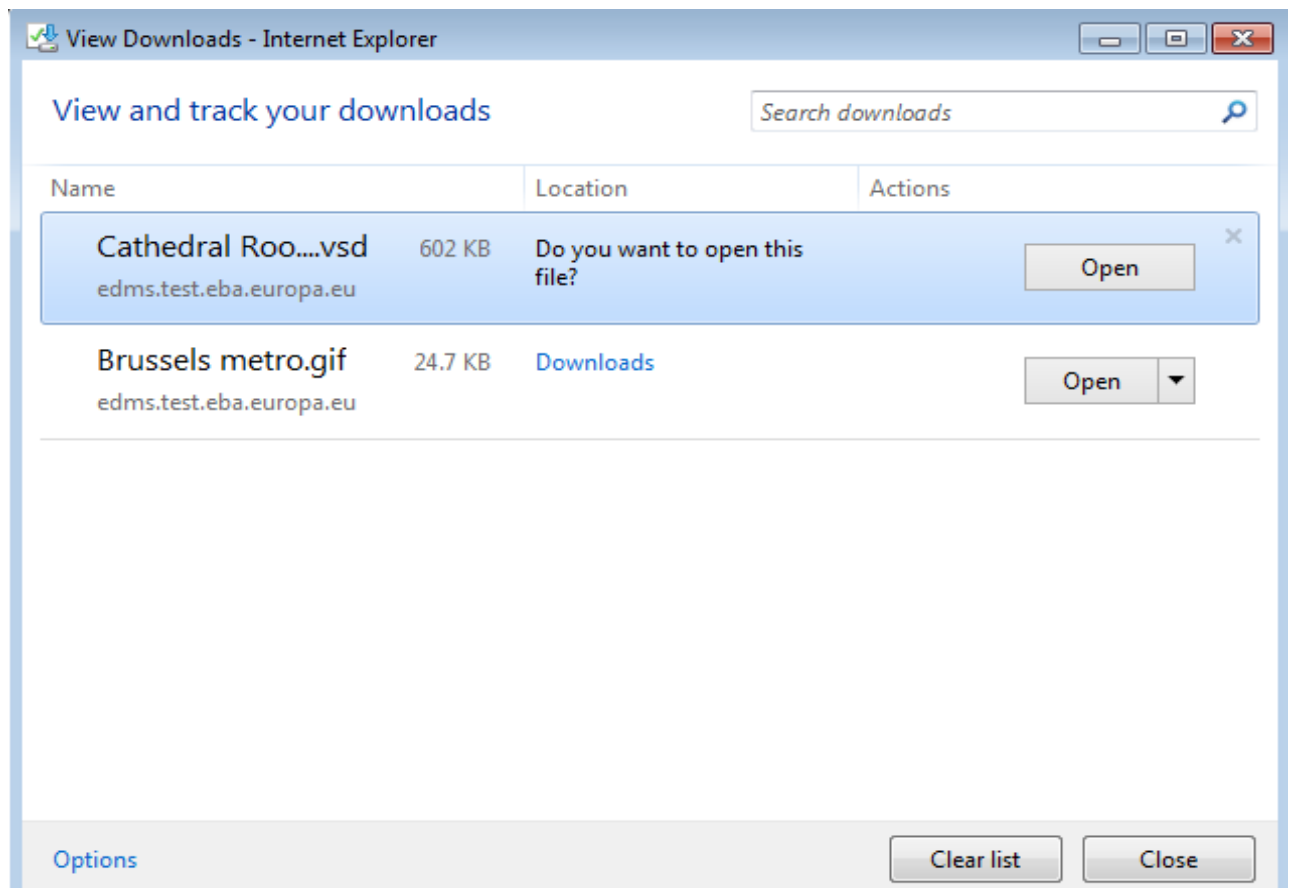 View Downloads - Internet Explorer
View and track your downloads
Search downloads
Name Location Actions
Cathedral Roo....vsd 602 KB Do you want to open this
file?
Open
edms.test.eba.europa.eu
Brussels metro.gif 24.7 KB Downloads
Open
edms.test.eba.europa.eu
Options Clear list Close